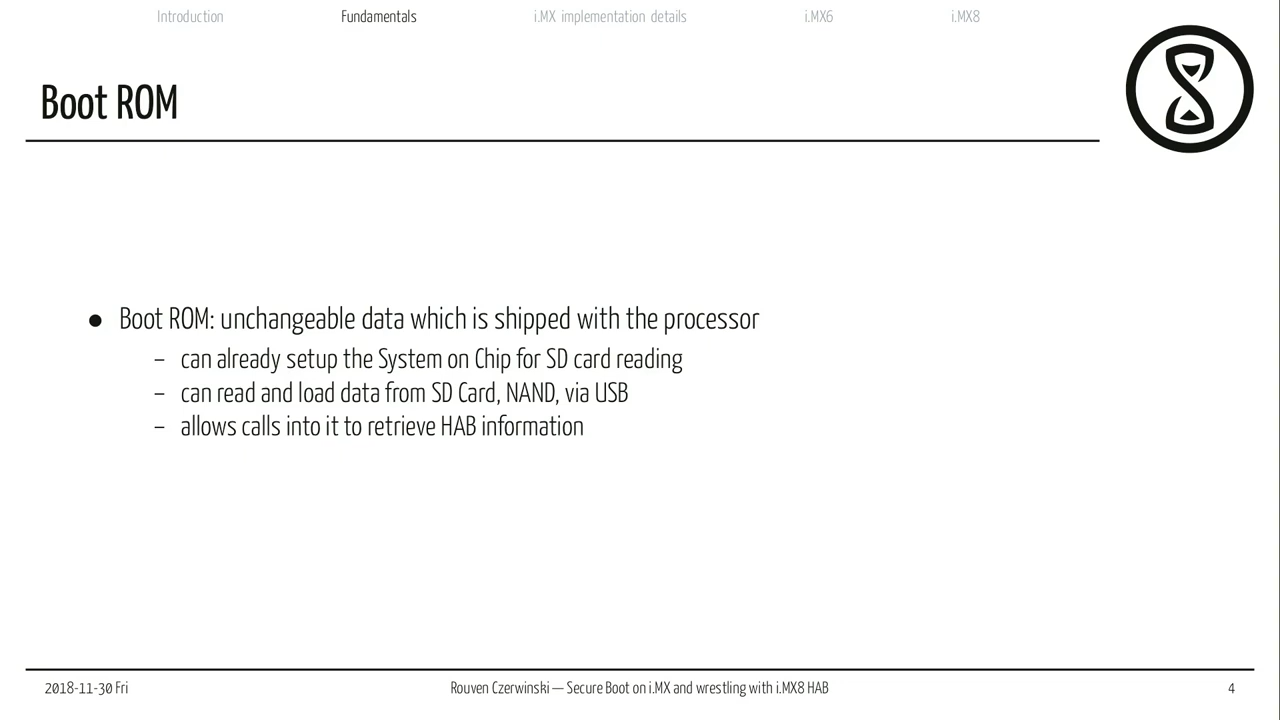 Introduction Fundamentals i.MX implementation details i.MX6 i.MX8
Boot ROM
● Boot ROM: unchangeable data which is shipped with the processor
– can already setup the System on Chip for SD card reading
– can read and load data from SD Card, NAND, via USB
– allows calls into it to retrieve HAB information
2018-11-30 Fri Rouven Czerwinski — Secure Boot on i.MX and wrestling with i.MX8 HAB 4